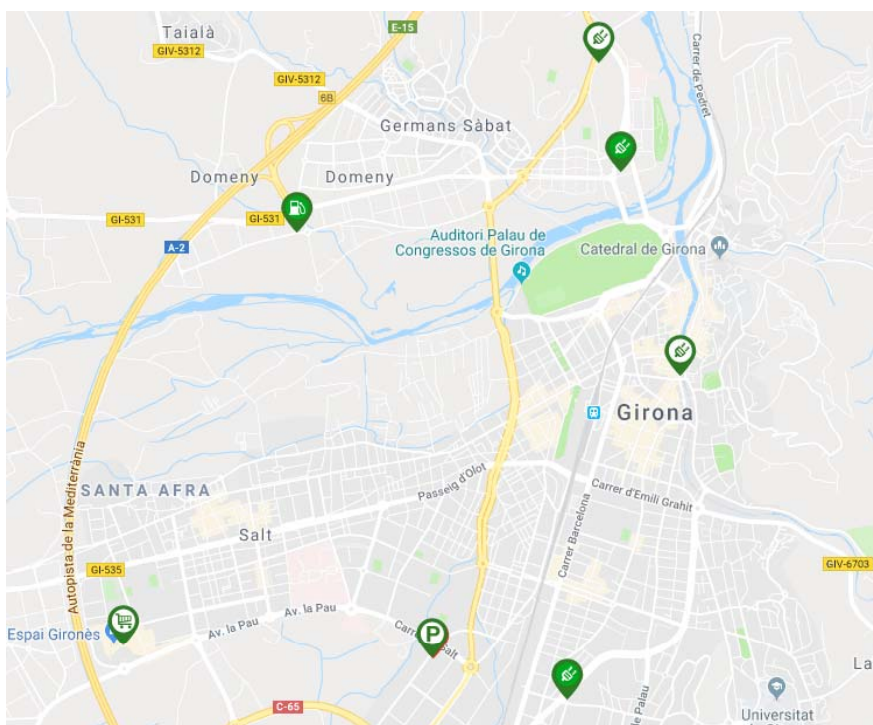 Taialà
E-15
GIV-5312
GIV-5312
6B
Carrer de Pedret
Germans Sàbat
Domeny
Domeny
GI-531
GI-531
A-2
Auditori Palau de
Congressos de Girona
Catedral de Girona
Girona
Autopista de la Mediterrània
SANTA AFRA
Passeig d'Olot
Carrer d'Emili Grahit
Salt
Carrer Barcelona
GI-535
GIV-6703
Av. la Pau
Av. la Pau
Espai Gironès
P
La
C-65
de Palau
Universitat